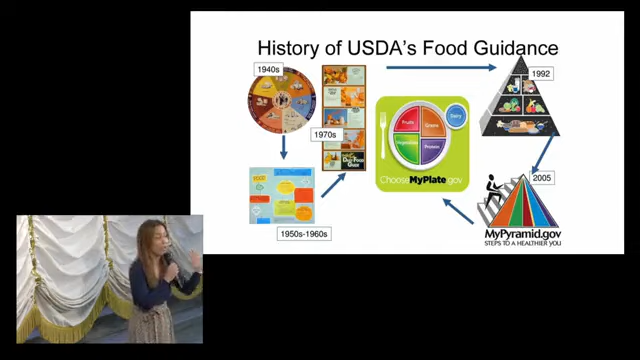 History of USDA's Food Guidance
1940s
1992
1970s
Fruits
Grains
Dairy
Vegetables
Protein
ChooseMyPlate.gov
2005
MyPyramid.gov
STEPS TO A HEALTHIER YOU
1950s-1960s